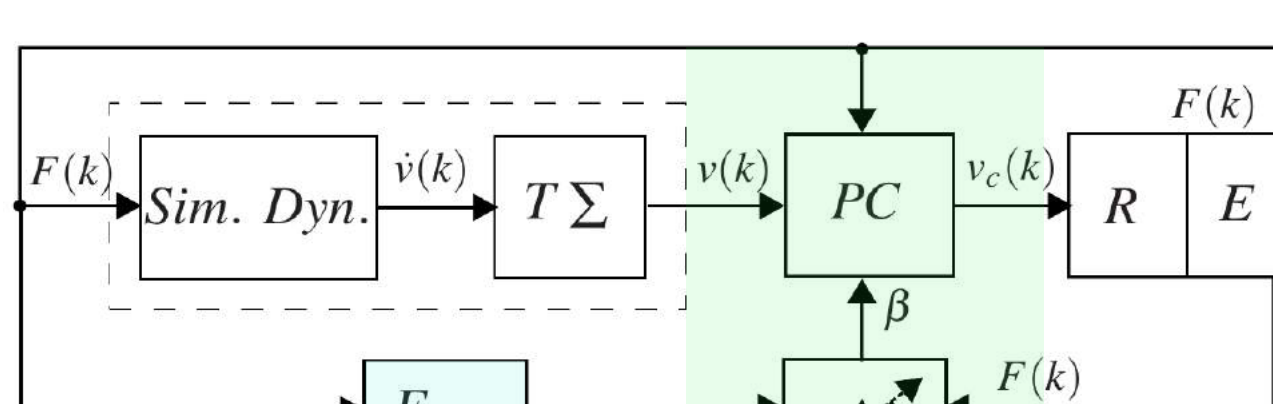 F(k)
F(k) v̇(k) v(k) v_c(k)
Sim. Dyn. T Σ PC R E
β
F(k)